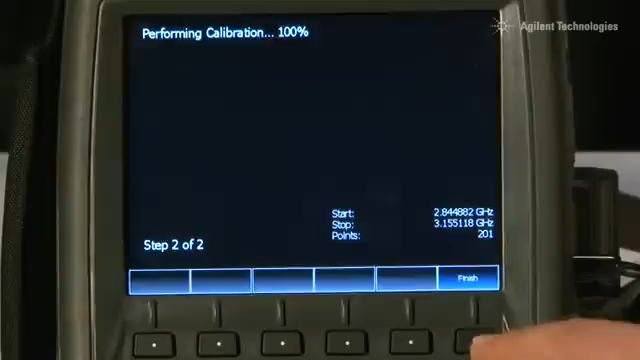 Agilent Technologies
Performing Calibration... 100%
Start: 2.844882 GHz
Stop: 3.155118 GHz
Points: 201
Step 2 of 2
Finish